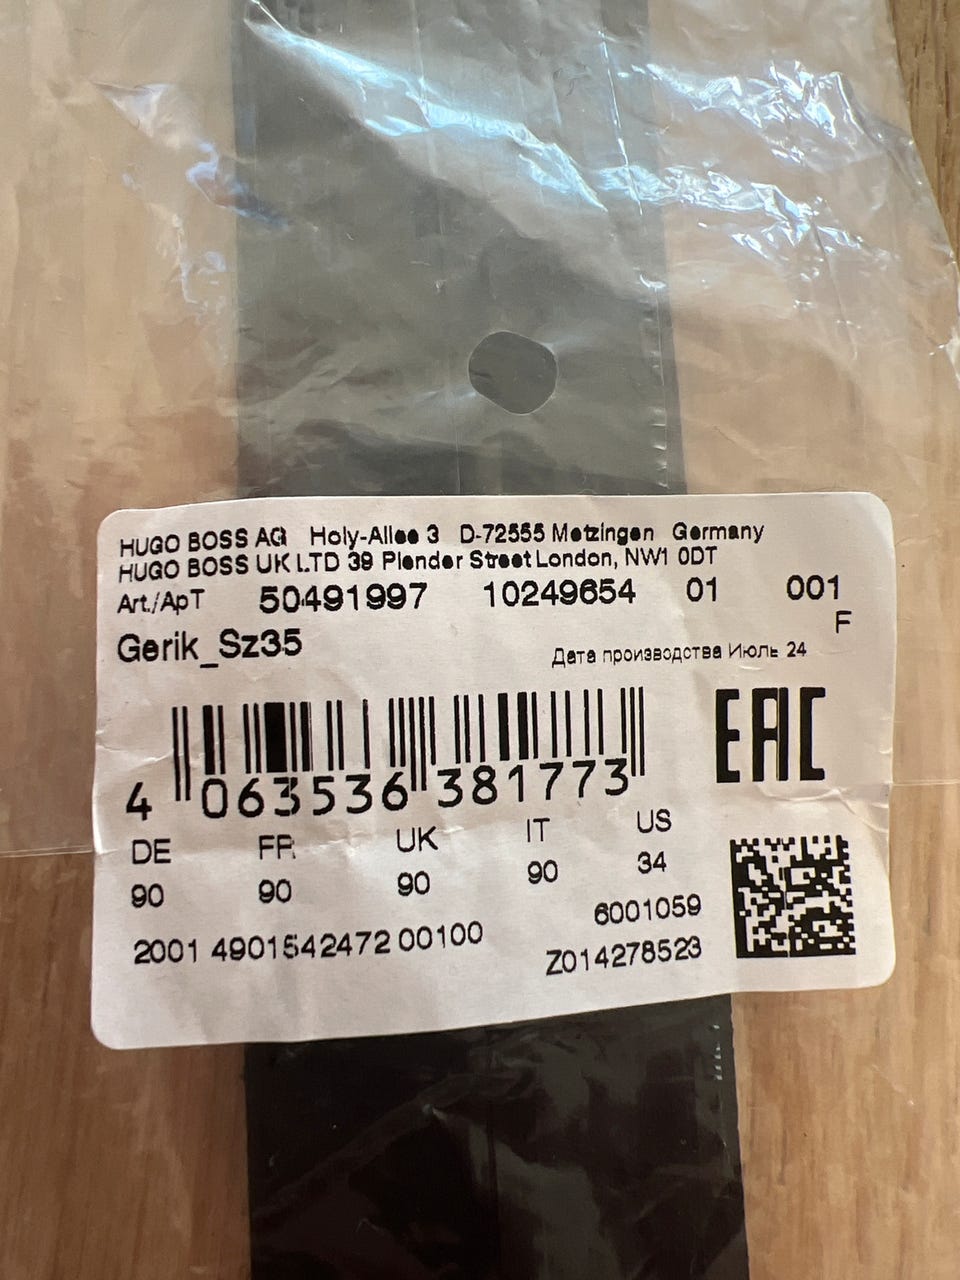 HUGO BOSS AG Holy-Allee 3 D-72555 Metzingen Germany
HUGO BOSS UK LTD 39 Plender Street London, NW1 0DT
Art./АрТ 50491997 10249654 01 001
F
Gerik_Sz35
Дата производства Июль 24
EAC
4 063536 381773
DE FR UK IT US
90 90 90 90 34
2001 4901542472 00100
6001059
Z014278523